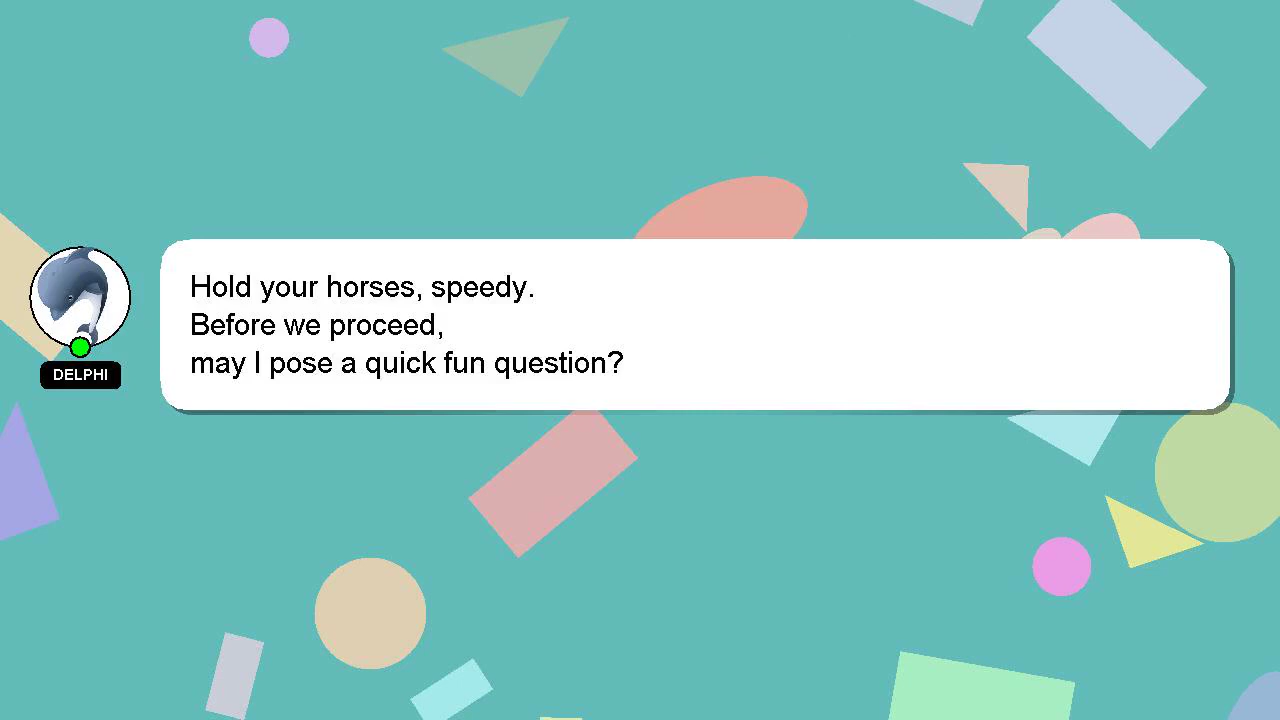 Hold your horses, speedy.
Before we proceed,
may I pose a quick fun question?
DELPHI